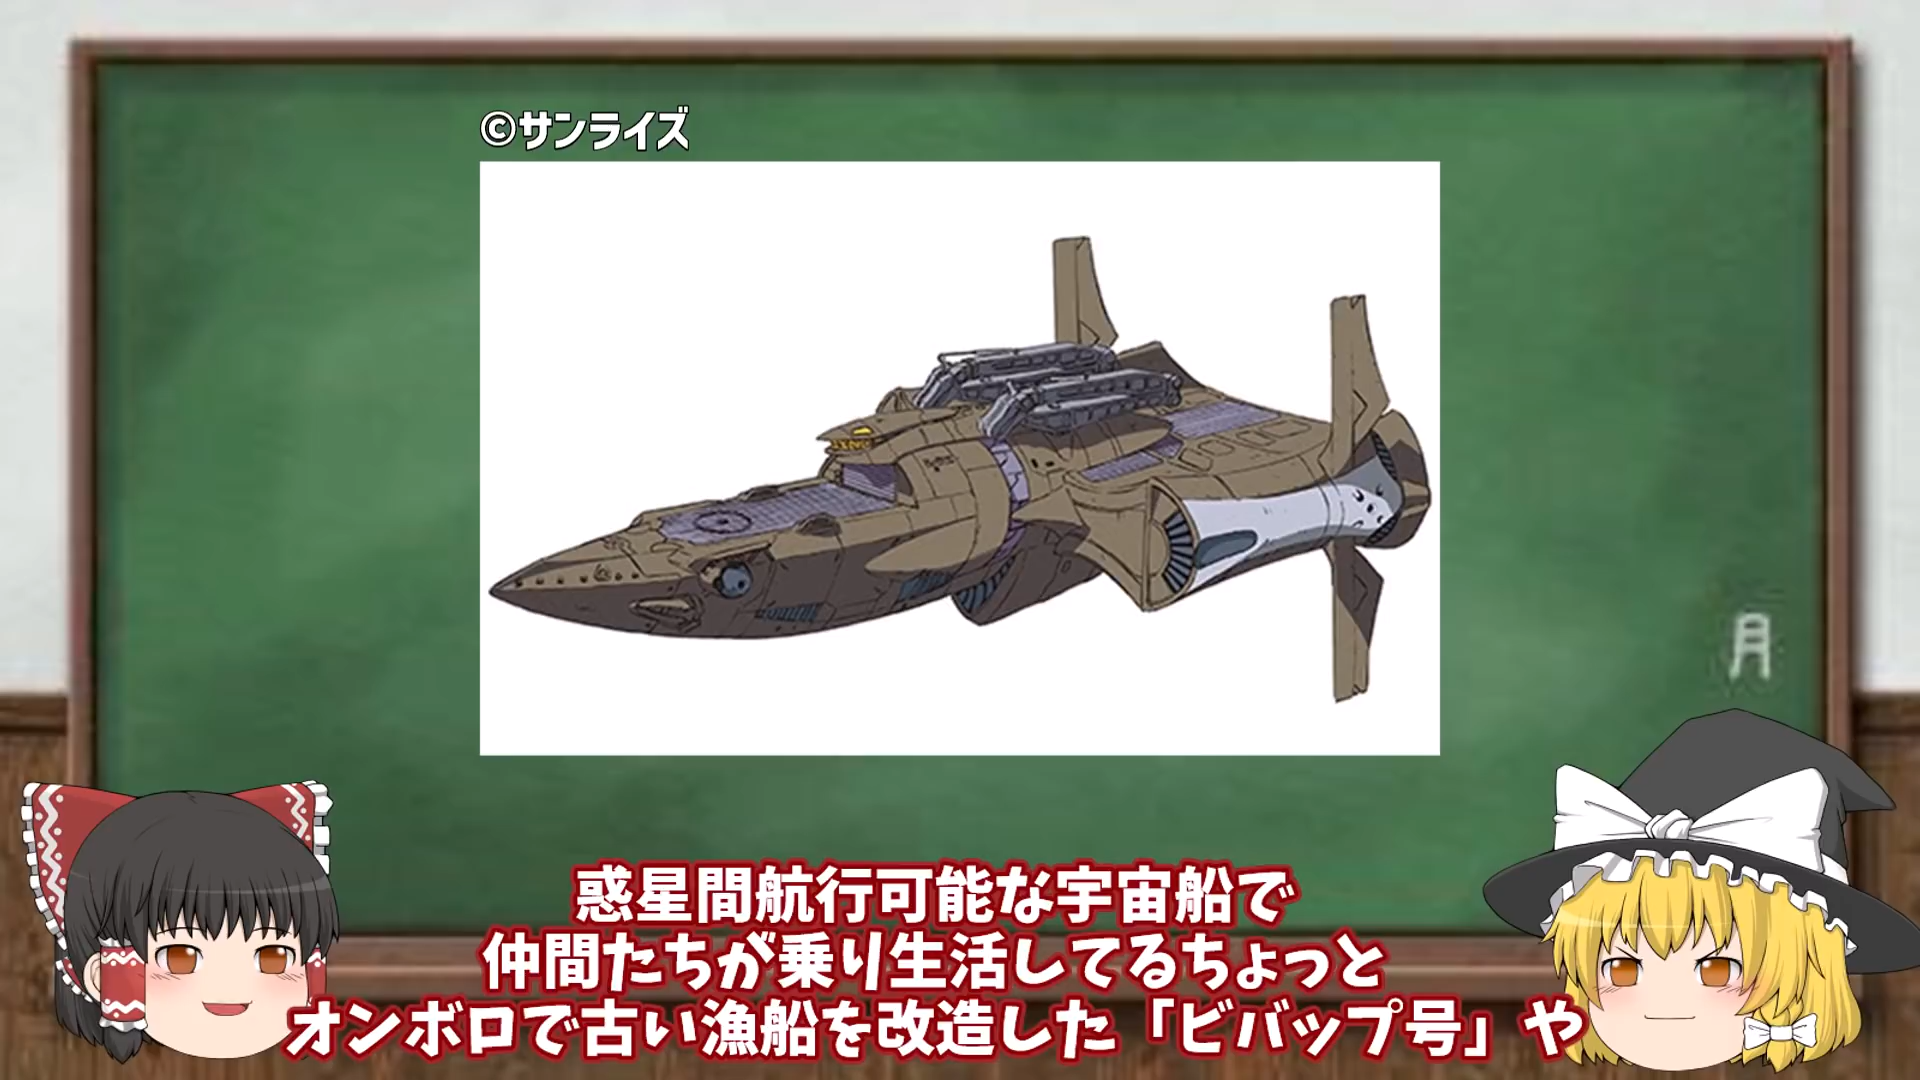 ©サンライズ
月
惑星間航行可能な宇宙船で
仲間たちが乗り生活してるちょっと
オンボロで古い漁船を改造した「ビバップ号」や